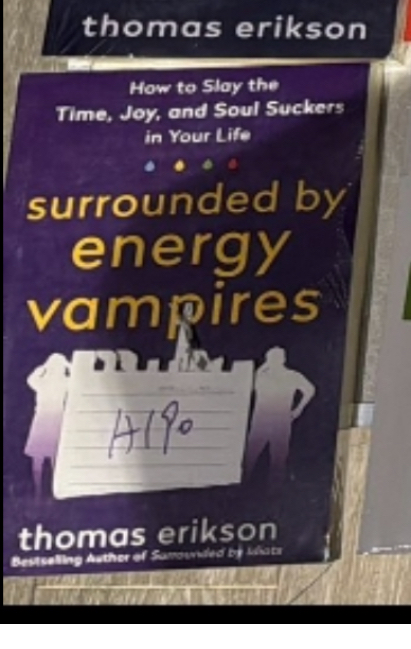 thomas erikson
How to Slay the
Time, Joy, and Soul Suckers
in Your Life
surrounded by
energy
vampires
thomas erikson
Bestselling Author of Surrounded by Idiots